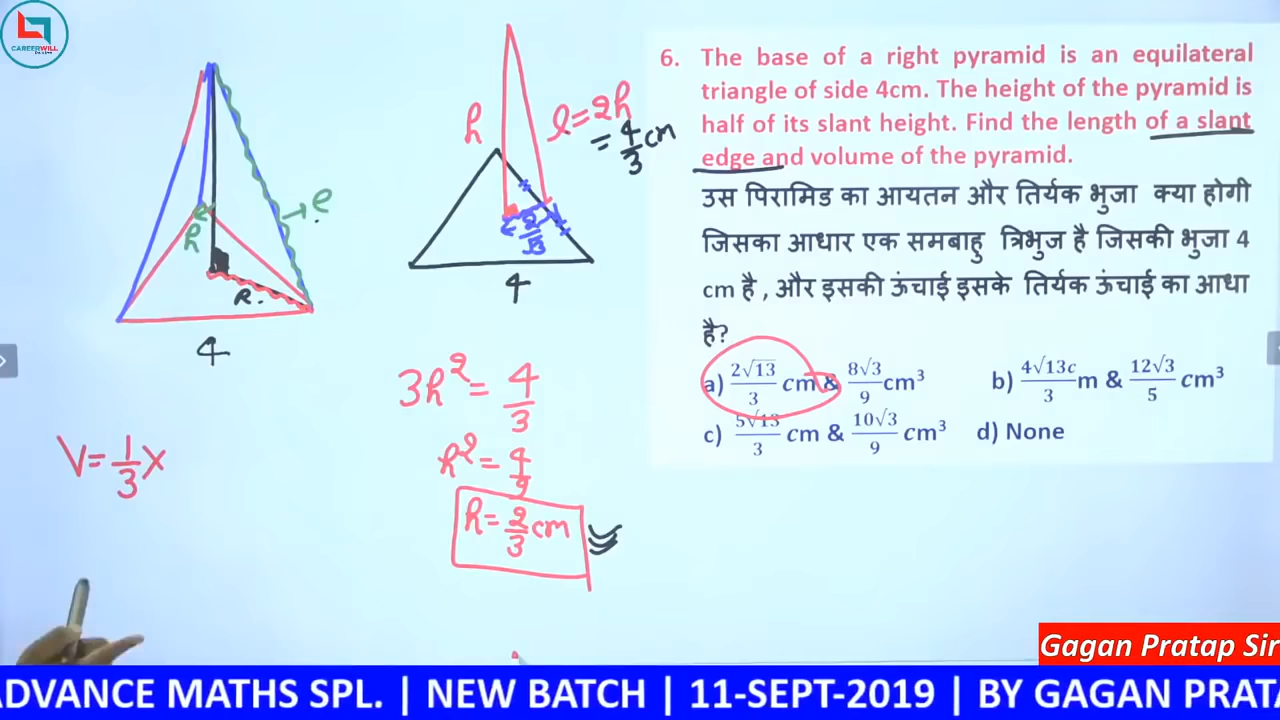 CAREERWILL
6. The base of a right pyramid is an equilateral
triangle of side 4cm. The height of the pyramid is
half of its slant height. Find the length of a slant
edge and volume of the pyramid.
उस पिरामिड का आयतन और तिर्यक भुजा क्या होगी
जिसका आधार एक समबाहु त्रिभुज है जिसकी भुजा 4
cm है , और इसकी ऊंचाई इसके तिर्यक ऊंचाई का आधा
है?
a) 2√13/3 cm & 8√3/9 cm³ b) 4√13c/3 m & 12√3/5 cm³
c) 5√13/3 cm & 10√3/9 cm³ d) None
h
R.
e
4
h
l=2h
= 4/3 cm
2/√3
4
3h² = 4/3
h² = 4/9
h = 2/3 cm
V = 1/3 x
Gagan Pratap Sir
ADVANCE MATHS SPL. | NEW BATCH | 11-SEPT-2019 | BY GAGAN PRATA